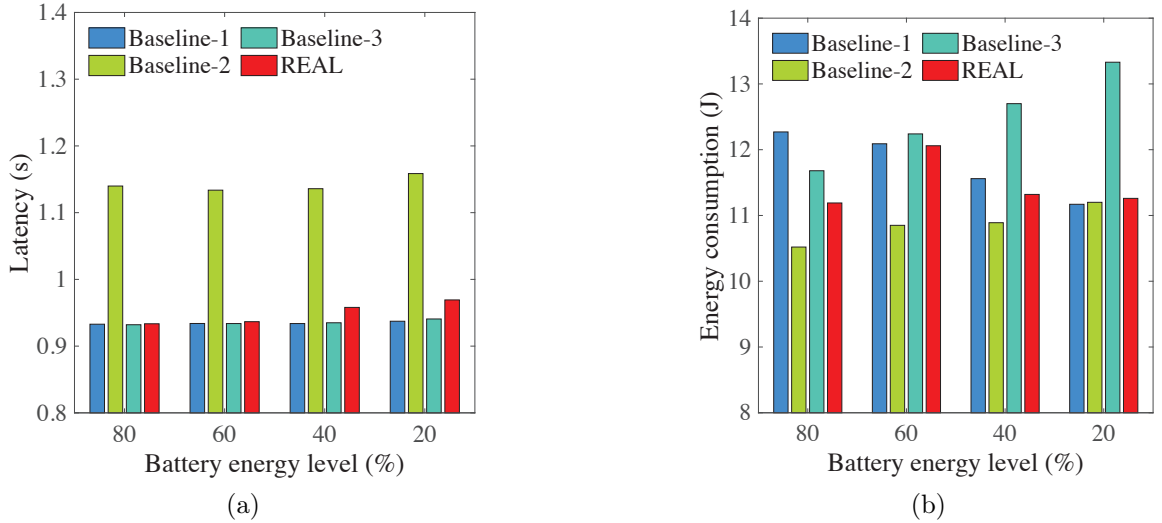 1.4
1.3
1.2
1.1
1
0.9
0.8
Latency (s)
Baseline-1 Baseline-3
Baseline-2 REAL
80 60 40 20
Battery energy level (%)
(a)
14
13
12
11
10
9
8
Energy consumption (J)
Baseline-1 Baseline-3
Baseline-2 REAL
80 60 40 20
Battery energy level (%)
(b)